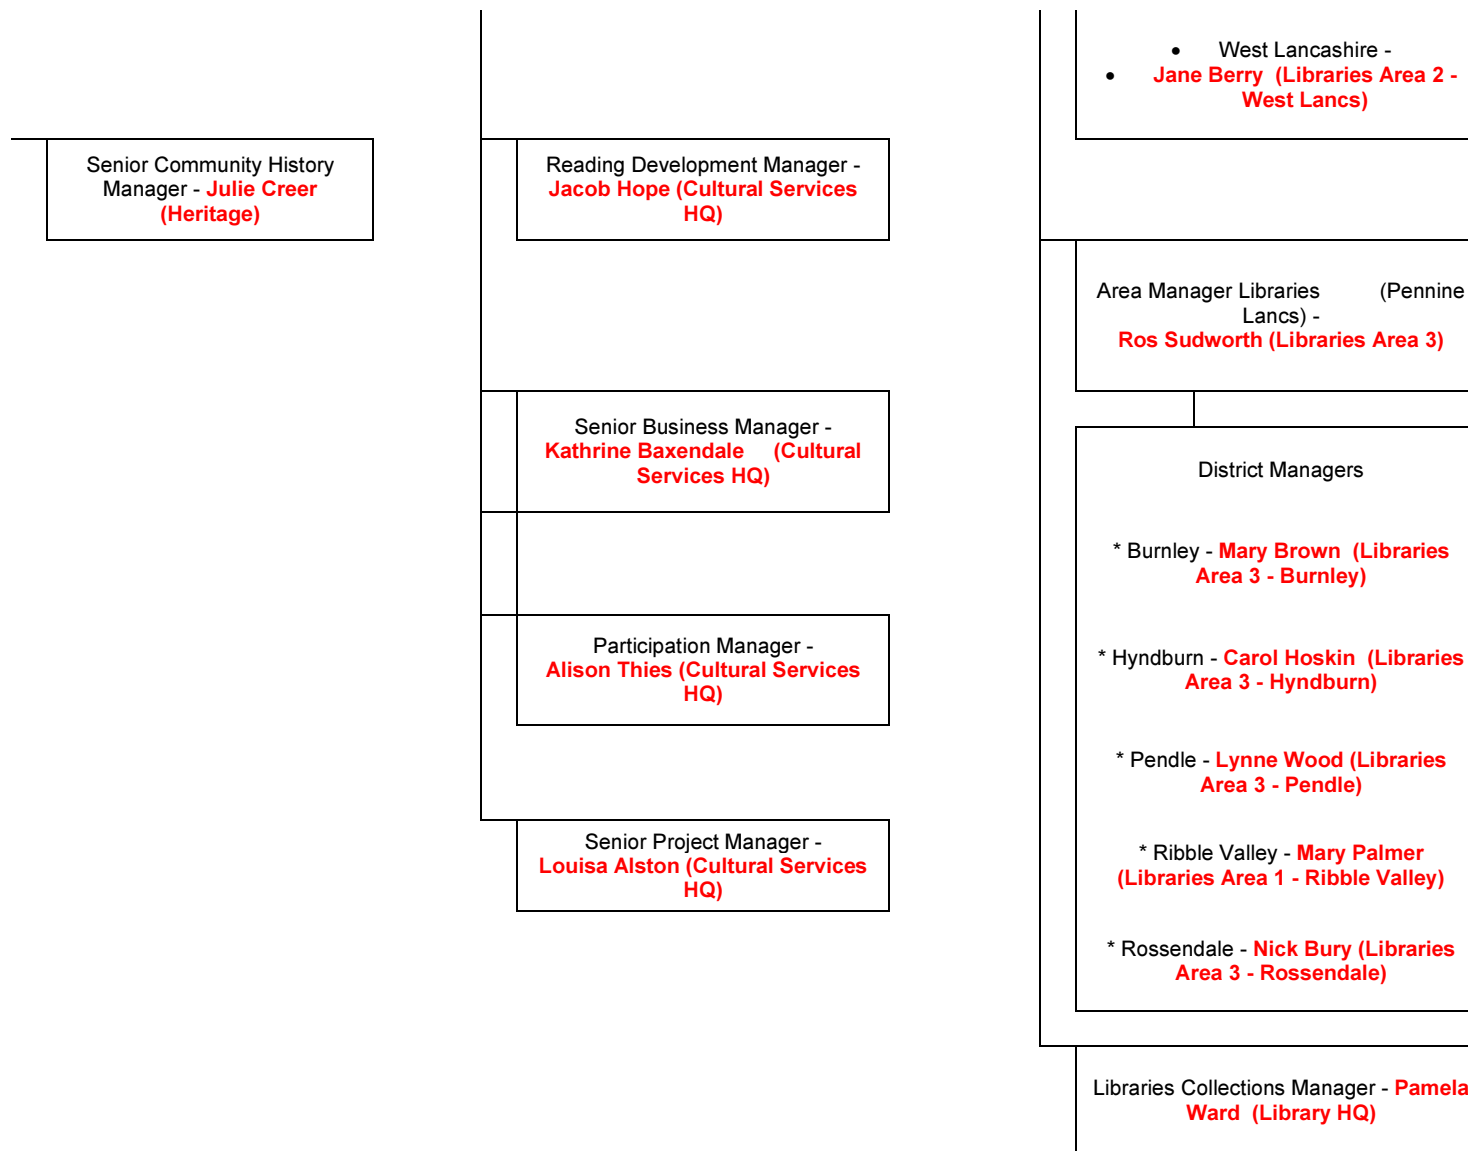 Senior Community History
Manager - Julie Creer
(Heritage)
Reading Development Manager -
Jacob Hope (Cultural Services
HQ)
Senior Business Manager -
Kathrine Baxendale (Cultural
Services HQ)
Participation Manager -
Alison Thies (Cultural Services
HQ)
Senior Project Manager -
Louisa Alston (Cultural Services
HQ)
• West Lancashire -
• Jane Berry (Libraries Area 2 -
West Lancs)
Area Manager Libraries (Pennine
Lancs) -
Ros Sudworth (Libraries Area 3)
District Managers
* Burnley - Mary Brown (Libraries
Area 3 - Burnley)
* Hyndburn - Carol Hoskin (Libraries
Area 3 - Hyndburn)
* Pendle - Lynne Wood (Libraries
Area 3 - Pendle)
* Ribble Valley - Mary Palmer
(Libraries Area 1 - Ribble Valley)
* Rossendale - Nick Bury (Libraries
Area 3 - Rossendale)
Libraries Collections Manager - Pamela
Ward (Library HQ)